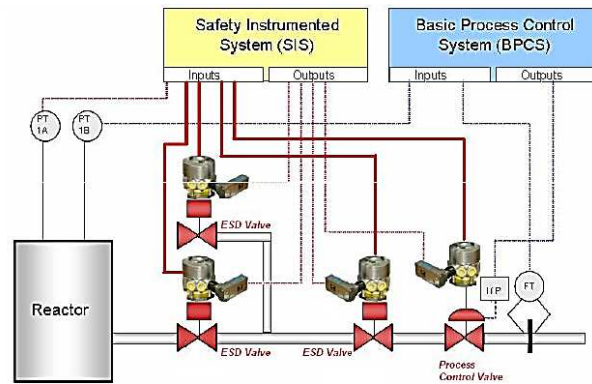 Safety Instrumented
System (SIS)
Inputs
Outputs
Basic Process Control
System (BPCS)
Inputs
Outputs
PT
1A
PT
1B
ESD Valve
I/P
FT
Reactor
ESD Valve
ESD Valve
Process
Control Valve